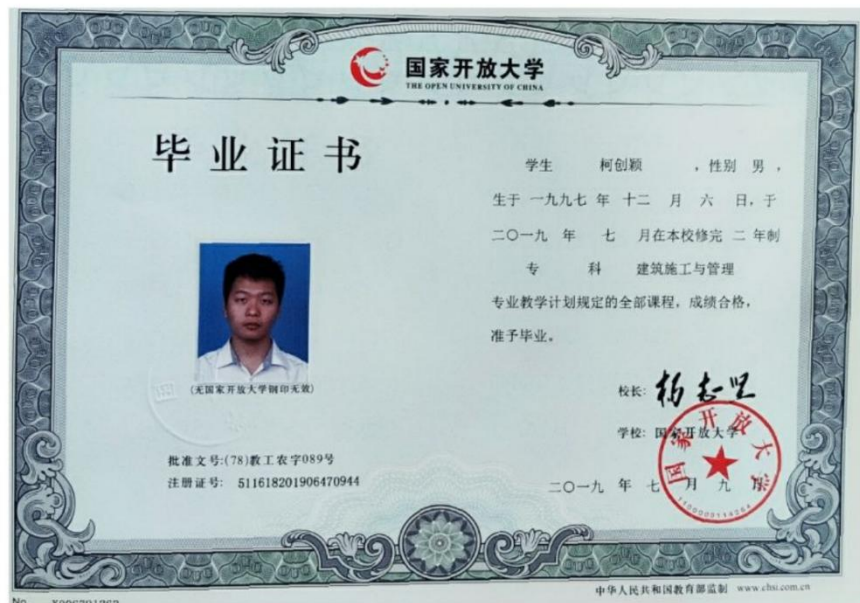 国家开放大学
THE OPEN UNIVERSITY OF CHINA
毕业证书
学生 柯创颖 ，性别 男，
生于 一九九七 年 十二 月 六 日，于
二〇一九 年 七 月在本校修完 二 年制
专 科 建筑施工与管理
专业教学计划规定的全部课程，成绩合格，
准予毕业。
(无国家开放大学钢印无效)
校长：
学校：国家开放大学
国家开放大学
批准文号:(78)教工农字089号
注册证号: 511618201906470944
二〇一九 年 七 月 九 日
中华人民共和国教育部监制 www.chsi.com.cn
No